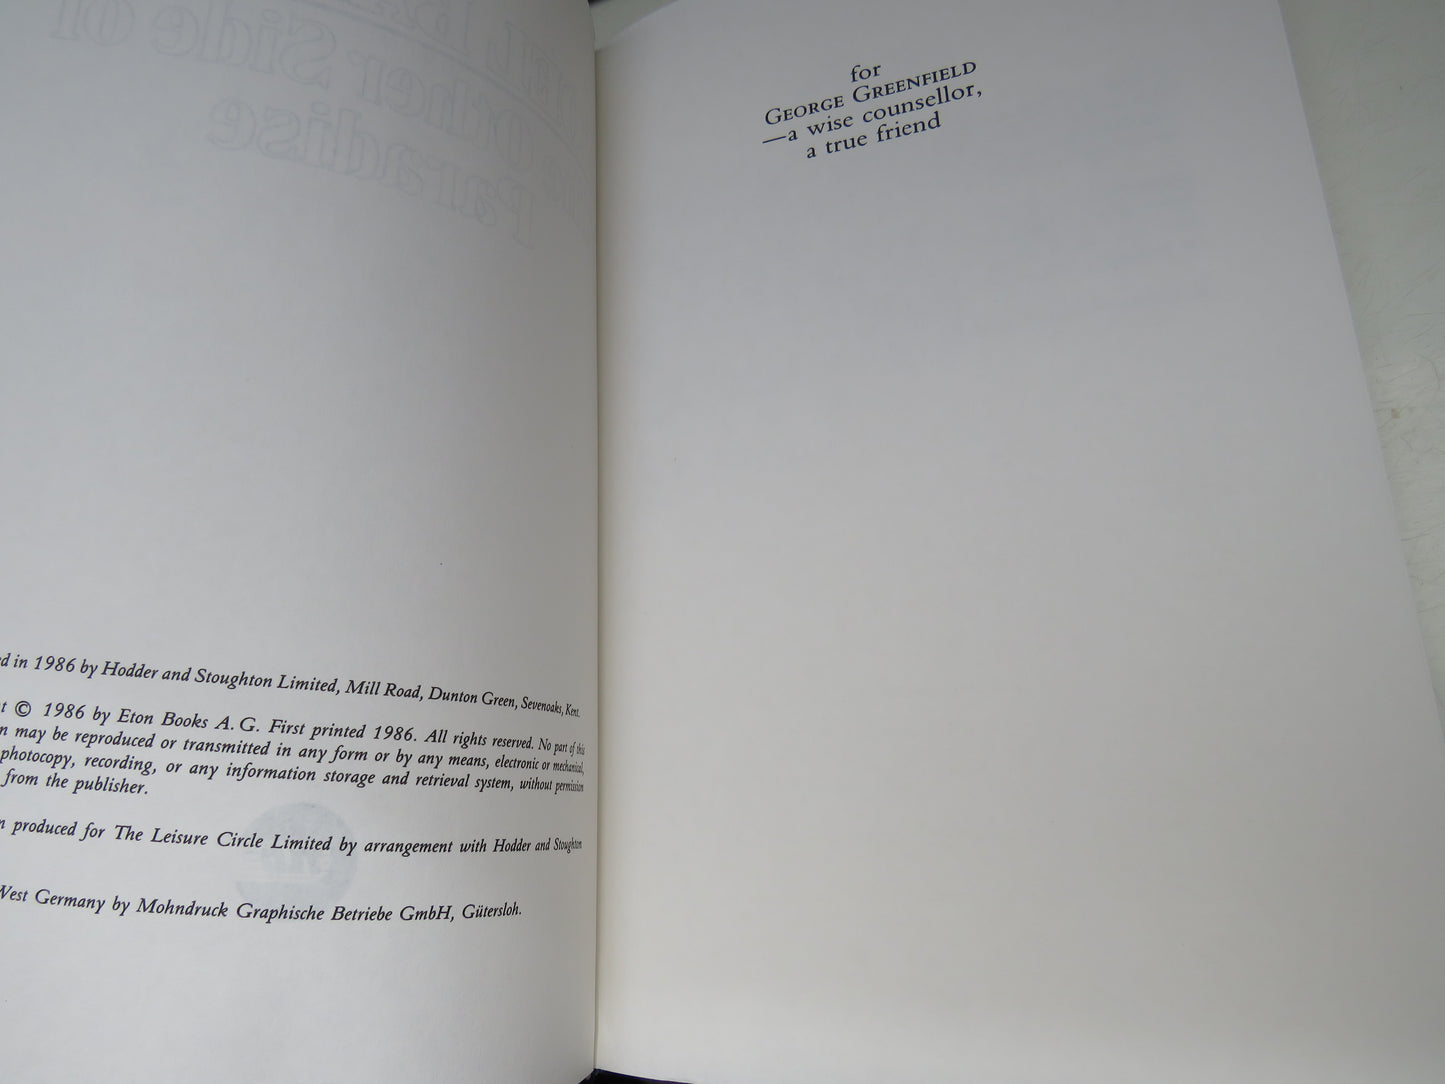 Other Side of
Paradise
d in 1986 by Hodder and Stoughton Limited, Mill Road, Dunton Green, Sevenoaks, Kent.
t © 1986 by Eton Books A.G. First printed 1986. All rights reserved. No part of this
n may be reproduced or transmitted in any form or by any means, electronic or mechanical,
photocopy, recording, or any information storage and retrieval system, without permission
from the publisher.
n produced for The Leisure Circle Limited by arrangement with Hodder and Stoughton
West Germany by Mohndruck Graphische Betriebe GmbH, Gütersloh.
for
GEORGE GREENFIELD
—a wise counsellor,
a true friend